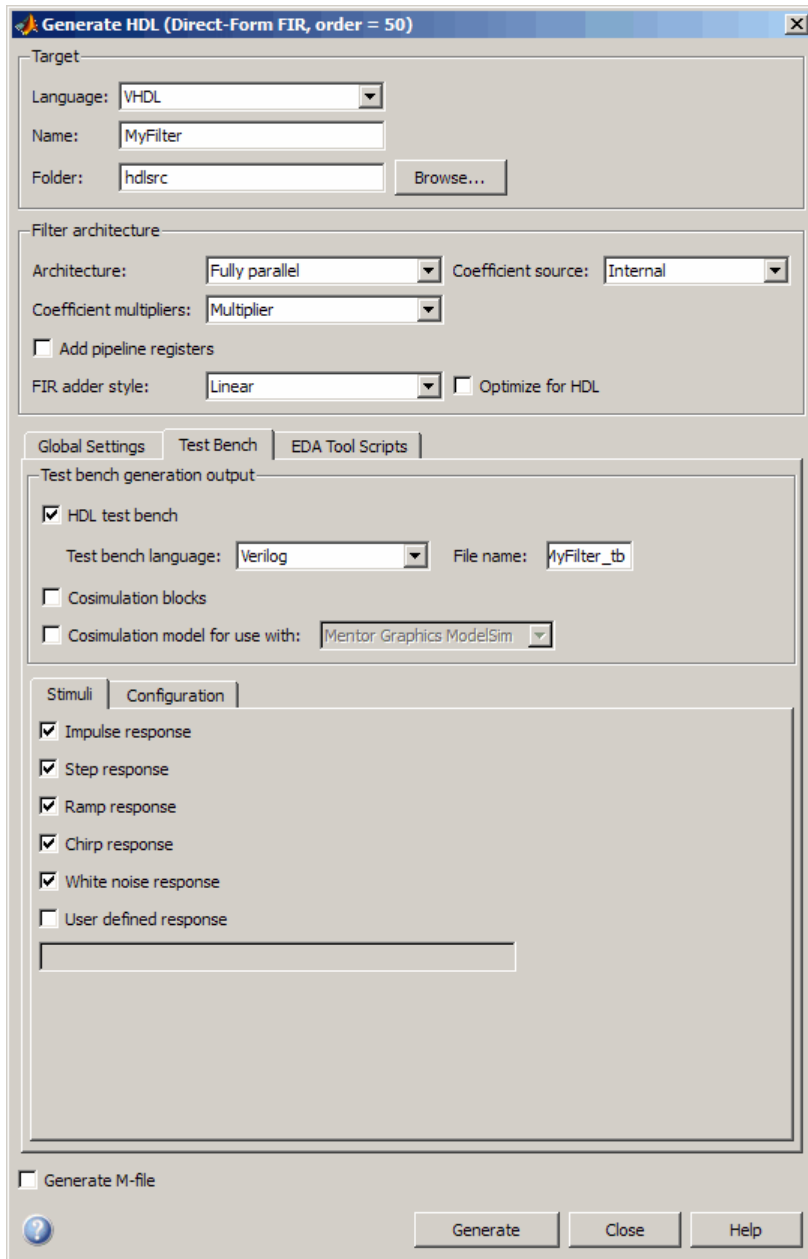 Generate HDL (Direct-Form FIR, order = 50)
Target
Language: VHDL
Name: MyFilter
Folder: hdlsrc Browse...
Filter architecture
Architecture: Fully parallel Coefficient source: Internal
Coefficient multipliers: Multiplier
Add pipeline registers
FIR adder style: Linear Optimize for HDL
Global Settings Test Bench EDA Tool Scripts
Test bench generation output
HDL test bench
Test bench language: Verilog File name: MyFilter_tb
Cosimulation blocks
Cosimulation model for use with: Mentor Graphics ModelSim
Stimuli Configuration
Impulse response
Step response
Ramp response
Chirp response
White noise response
User defined response
Generate M-file
Generate Close Help